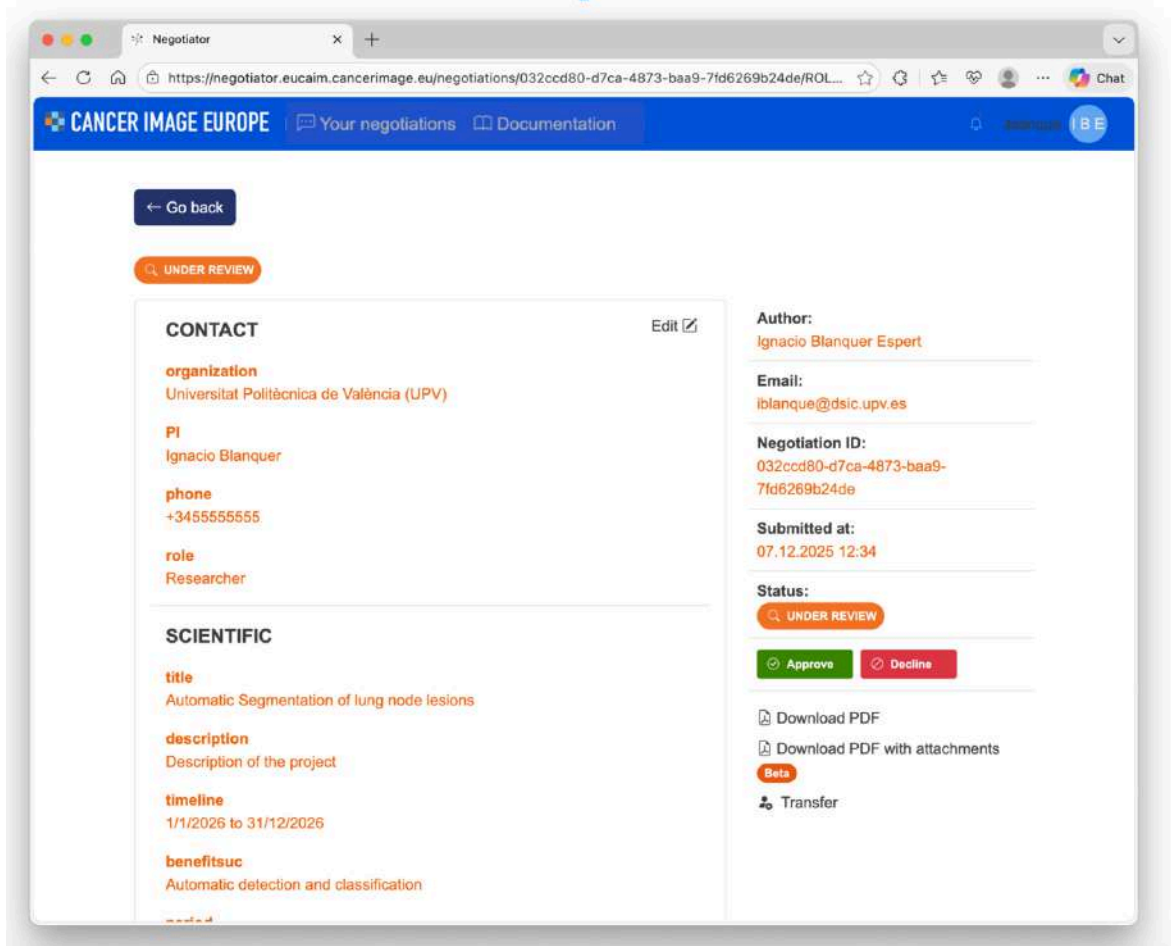 Negotiator
https://negotiator.eucaim.cancerimage.eu/negotiations/032ccd80-d7ca-4873-baa9-7fd6269b24de/ROL...
Chat
CANCER IMAGE EUROPE
Your negotiations
Documentation
I B E
← Go back
UNDER REVIEW
CONTACT
Edit
organization
Universitat Politècnica de València (UPV)
PI
Ignacio Blanquer
phone
+3455555555
role
Researcher
SCIENTIFIC
title
Automatic Segmentation of lung node lesions
description
Description of the project
timeline
1/1/2026 to 31/12/2026
benefitsuc
Automatic detection and classification
Author:
Ignacio Blanquer Espert
Email:
iblanque@dsic.upv.es
Negotiation ID:
032ccd80-d7ca-4873-baa9-
7fd6269b24de
Submitted at:
07.12.2025 12:34
Status:
UNDER REVIEW
Approve
Decline
Download PDF
Download PDF with attachments
Beta
Transfer